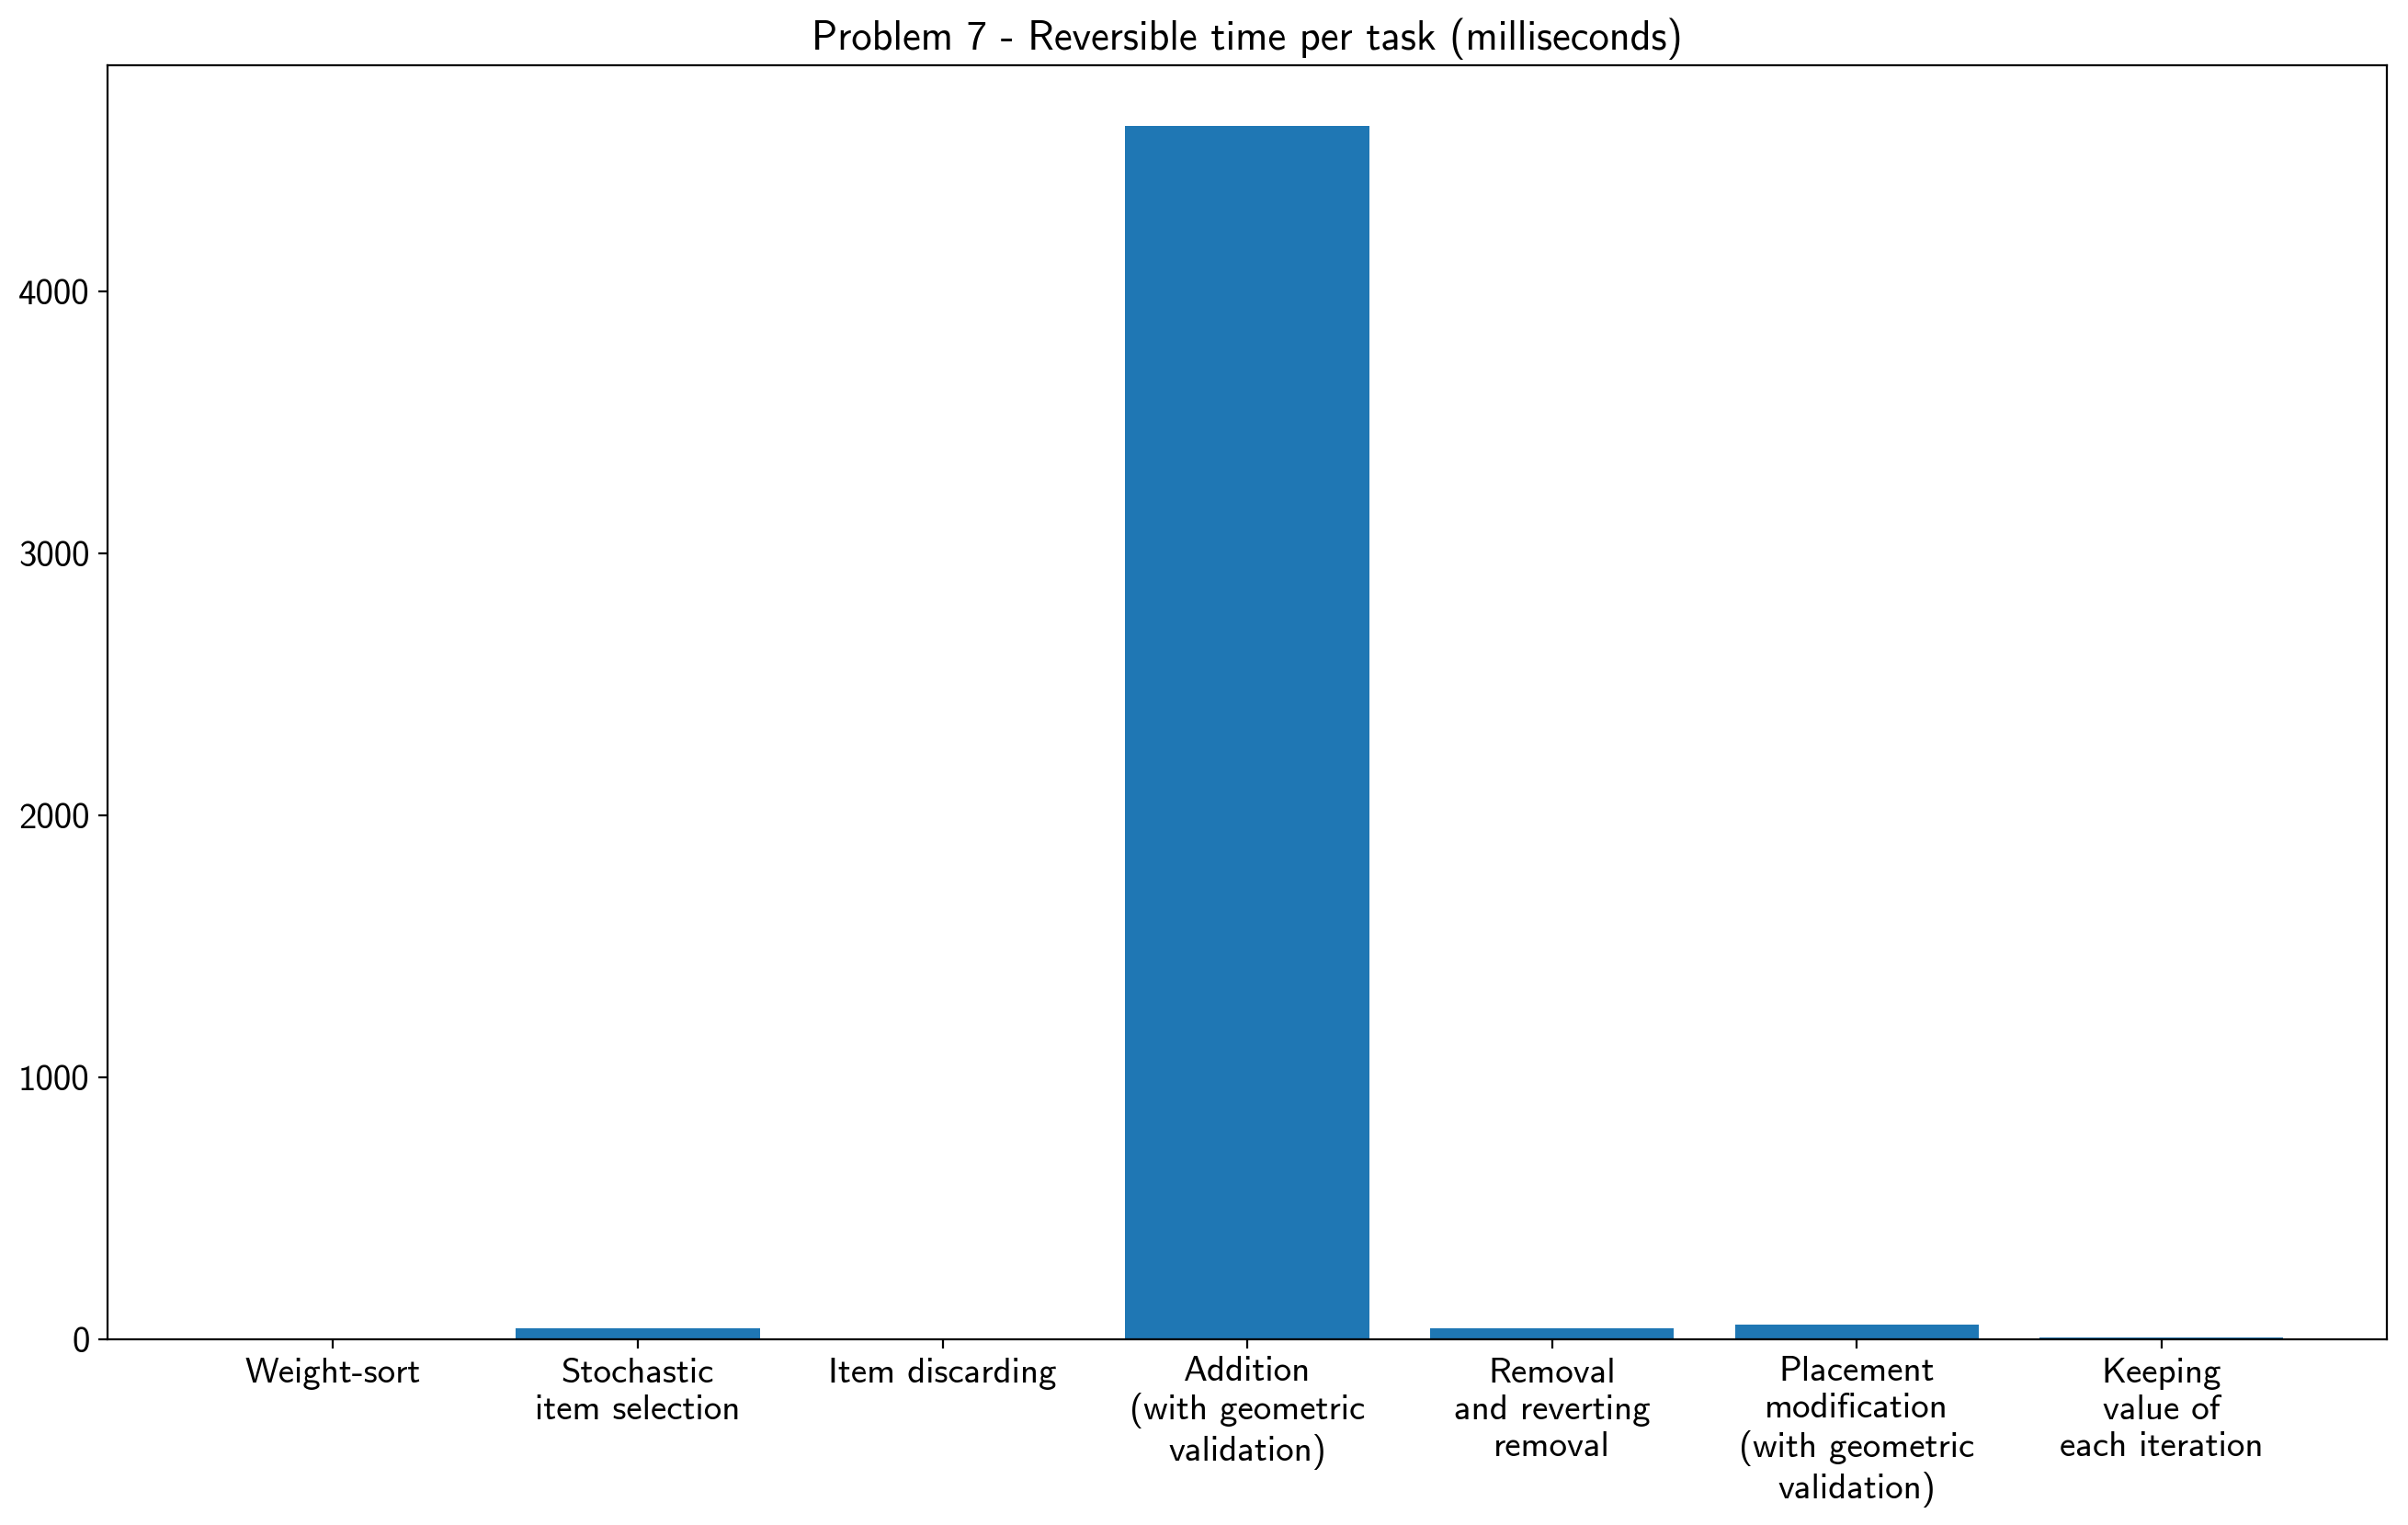 Problem 7 - Reversible time per task (milliseconds)
4000
3000
2000
1000
0
Weight-sort
Stochastic
item selection
Item discarding
Addition
(with geometric
validation)
Removal
and reverting
removal
Placement
modification
(with geometric
validation)
Keeping
value of
each iteration